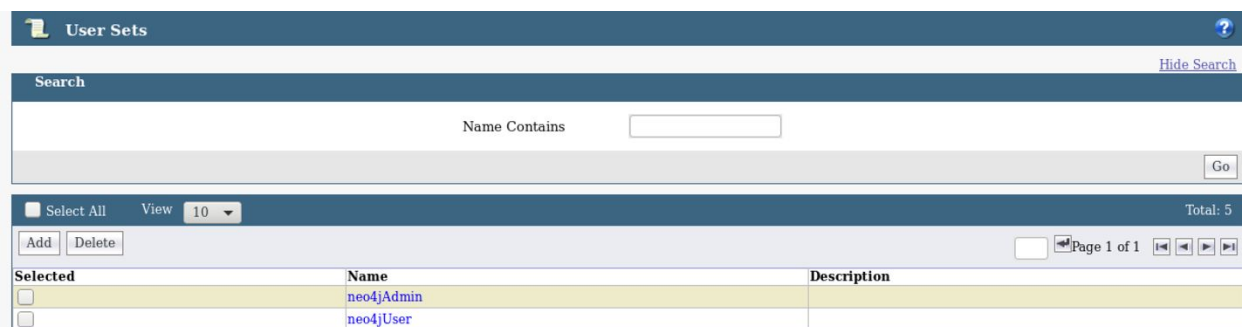 User Sets
Hide Search
Search
Name Contains
Go
Select All View 10 Total: 5
Add Delete Page 1 of 1
Selected Name Description
neo4jAdmin
neo4jUser